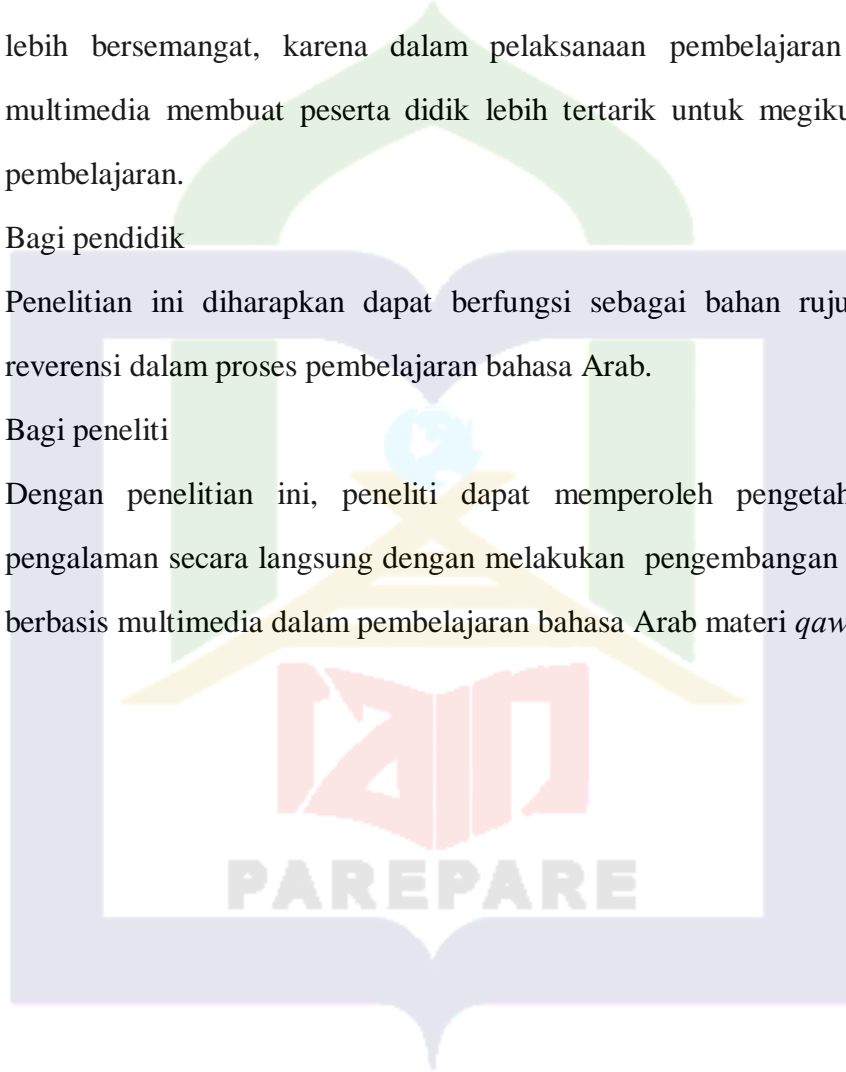 lebih bersemangat, karena dalam pelaksanaan pembelajaran
multimedia membuat peserta didik lebih tertarik untuk megiku
pembelajaran.
Bagi pendidik
Penelitian ini diharapkan dapat berfungsi sebagai bahan ruju
reverensi dalam proses pembelajaran bahasa Arab.
Bagi peneliti
Dengan penelitian ini, peneliti dapat memperoleh pengetah
pengalaman secara langsung dengan melakukan pengembangan
berbasis multimedia dalam pembelajaran bahasa Arab materi qaw
iain
PAREPARE